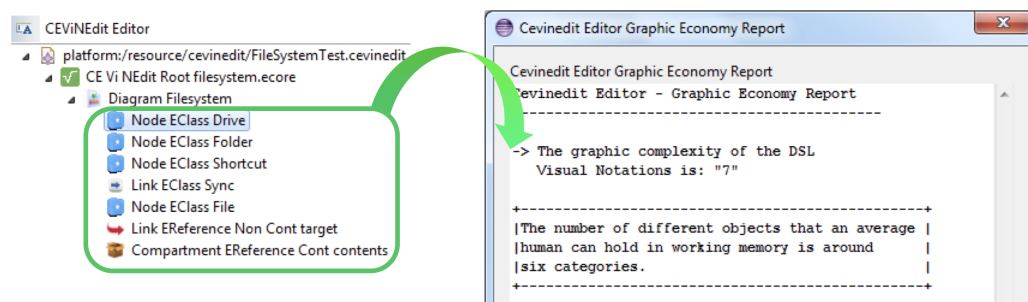 CEViNEdit Editor
platform:/resource/cevinedit/FileSystemTest.cevinedit
CE Vi NEdit Root filesystem.ecore
Diagram Filesystem
Node EClass Drive
Node EClass Folder
Node EClass Shortcut
Link EClass Sync
Node EClass File
Link EReference Non Cont target
Compartment EReference Cont contents
Cevinedit Editor Graphic Economy Report
Cevinedit Editor Graphic Economy Report
Cevinedit Editor - Graphic Economy Report
--------------------------------------------
-> The graphic complexity of the DSL
Visual Notations is: "7"
+-------------------------------------------------+
|The number of different objects that an average |
|human can hold in working memory is around |
|six categories. |
+-------------------------------------------------+